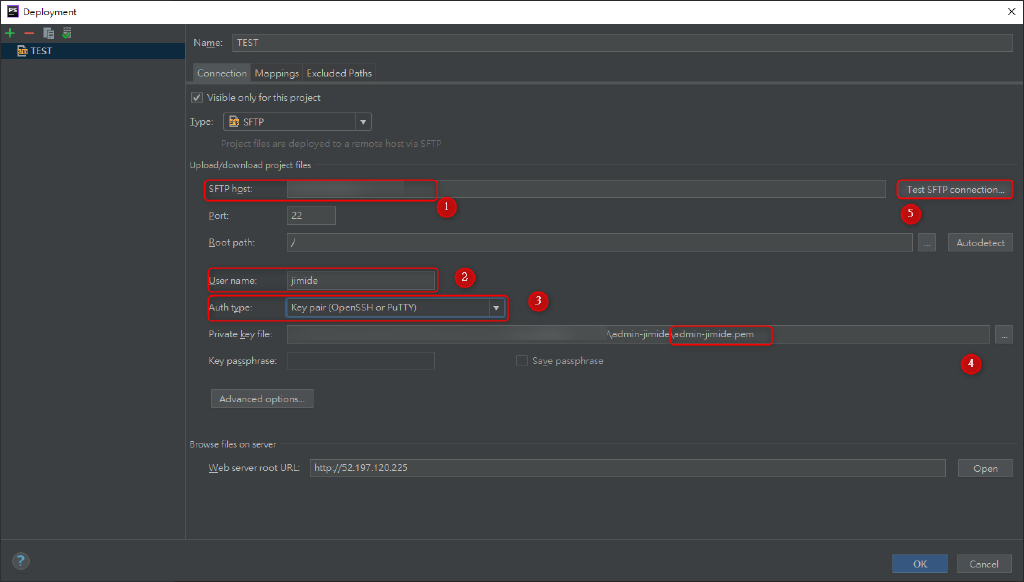 PS Deployment
TEST
Name: TEST
Connection Mappings Excluded Paths
Visible only for this project
Type: SFTP
Project files are deployed to a remote host via SFTP
Upload/download project files
SFTP host: Test SFTP connection...
1 5
Port: 22
Root path: / ... Autodetect
User name: jimide 2
Auth type: Key pair (OpenSSH or PuTTY) 3
Private key file: \admin-jimide\admin-jimide.pem ...
Key passphrase: Save passphrase 4
Advanced options...
Browse files on server
Web server root URL: http://52.197.120.225 Open
? OK Cancel